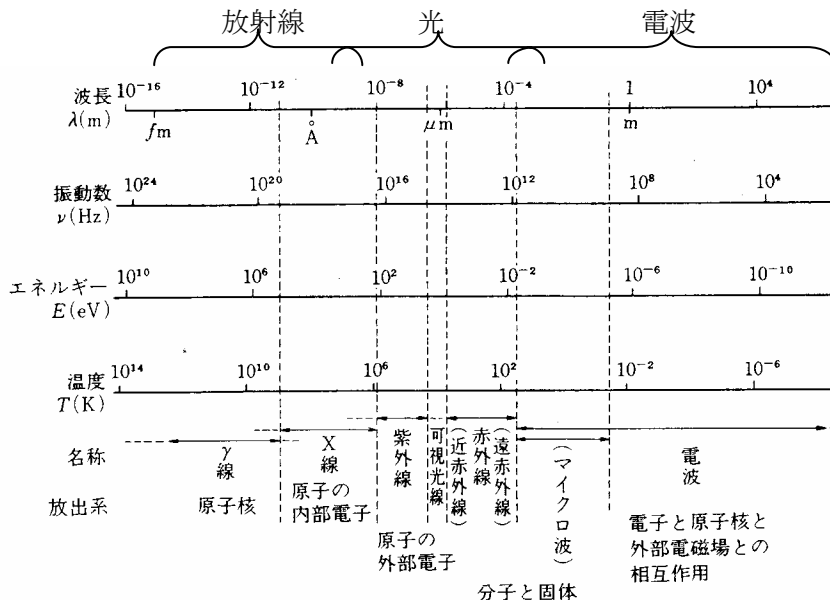 放射線 光 電波
波長 10⁻¹⁶ 10⁻¹² 10⁻⁸ 10⁻⁴ 1 10⁴
λ(m) fm Å μm m
振動数 10²⁴ 10²⁰ 10¹⁶ 10¹² 10⁸ 10⁴
ν(Hz)
エネルギー 10¹⁰ 10⁶ 10² 10⁻² 10⁻⁶ 10⁻¹⁰
E(eV)
温度 10¹⁴ 10¹⁰ 10⁶ 10² 10⁻² 10⁻⁶
T(K)
名称 γ線 X線 紫外線 可視光線 (近赤外線) 赤外線 (遠赤外線) (マイクロ波) 電波
放出系 原子核
原子の
内部電子
原子の
外部電子
分子と固体
電子と原子核と
外部電磁場との
相互作用